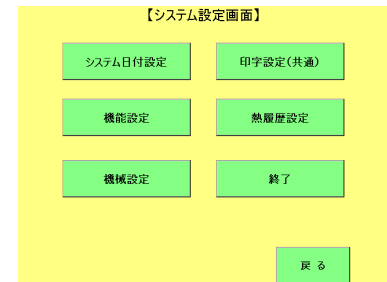 【システム設定画面】
システム日付設定
印字設定(共通)
機能設定
熱履歴設定
機械設定
終了
戻 る